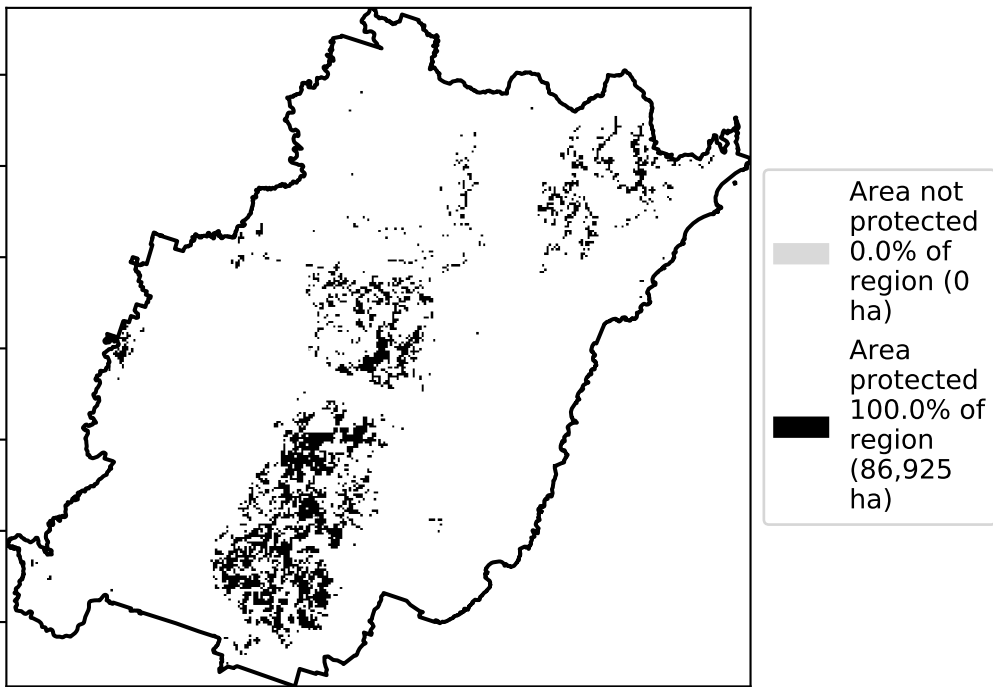 Area not
protected
0.0% of
region (0
ha)
Area
protected
100.0% of
region
(86,925
ha)